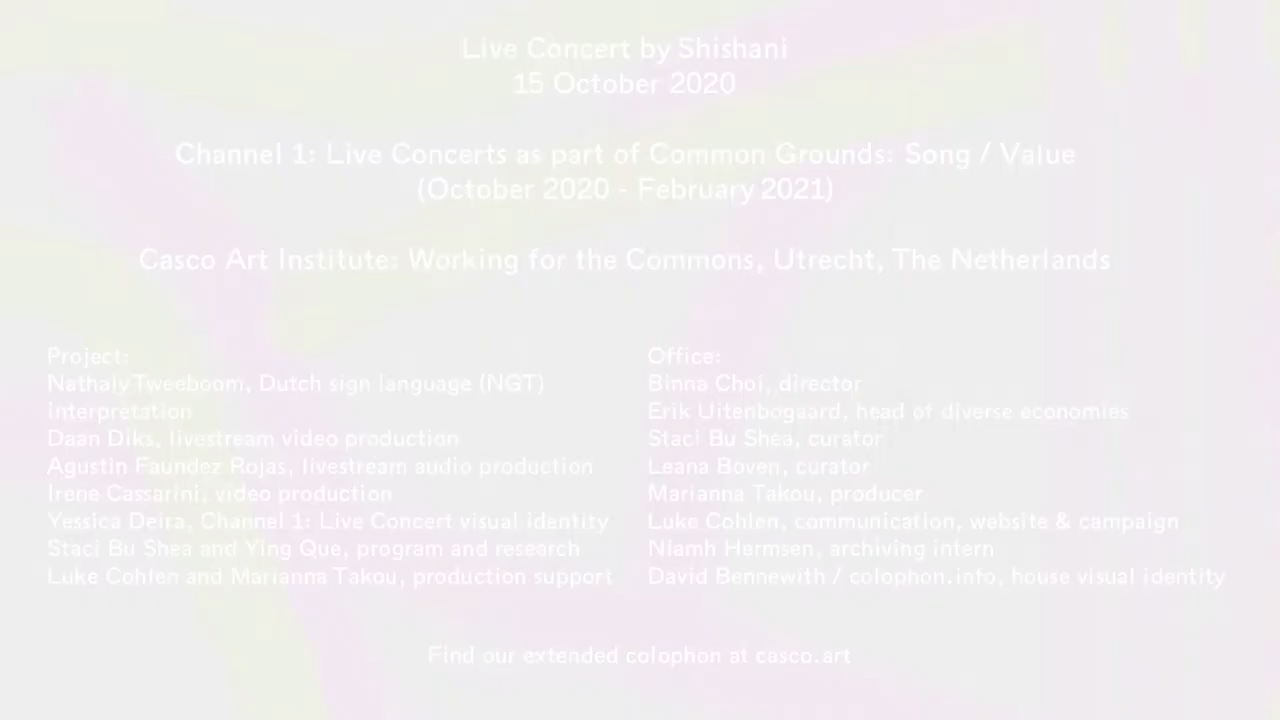 Live Concert by Shishani
15 October 2020
Channel 1: Live Concerts as part of Common Grounds: Song / Value
(October 2020 - February 2021)
Casco Art Institute: Working for the Commons, Utrecht, The Netherlands
Project:
Nathaly Tweeboom, Dutch sign language (NGT)
interpretation
Daan Diks, livestream video production
Agustin Faundez Rojas, livestream audio production
Irene Cassarini, video production
Yessica Deira, Channel 1: Live Concert visual identity
Staci Bu Shea and Ying Que, program and research
Luke Cohlen and Marianna Takou, production support
Office:
Binna Choi, director
Erik Uitenbogaard, head of diverse economies
Staci Bu Shea, curator
Leana Boven, curator
Marianna Takou, producer
Luke Cohlen, communication, website & campaign
Niamh Hermsen, archiving intern
David Bennewith / colophon.info, house visual identity
Find our extended colophon at casco.art